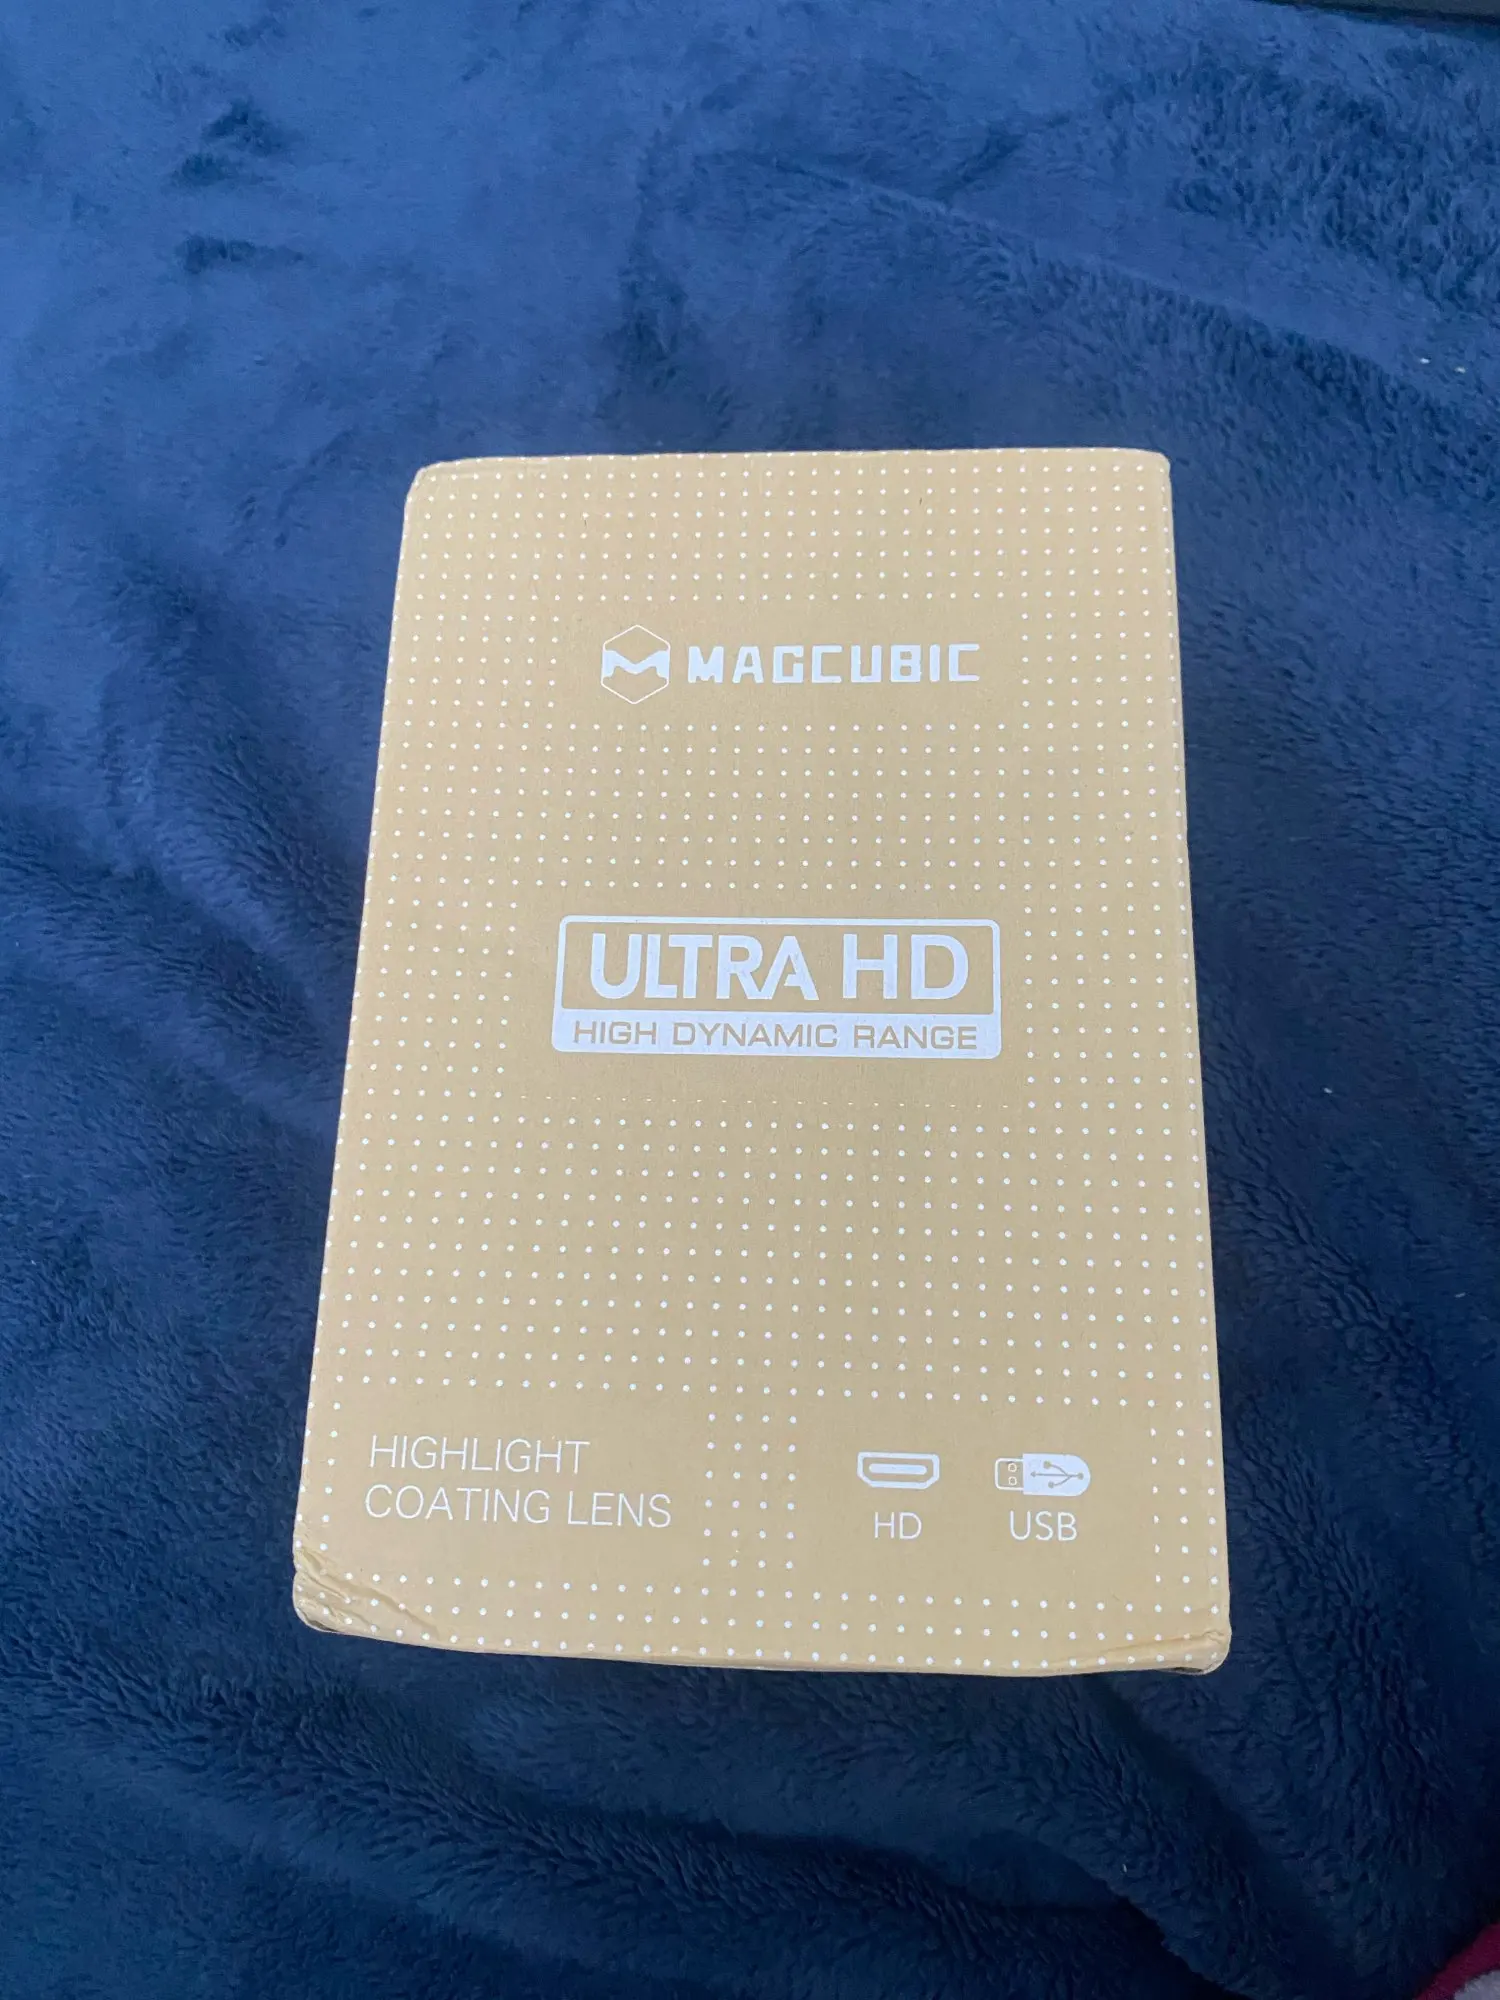 MAGCUBIC
ULTRA HD
HIGH DYNAMIC RANGE
HIGHLIGHT
COATING LENS
HD
USB